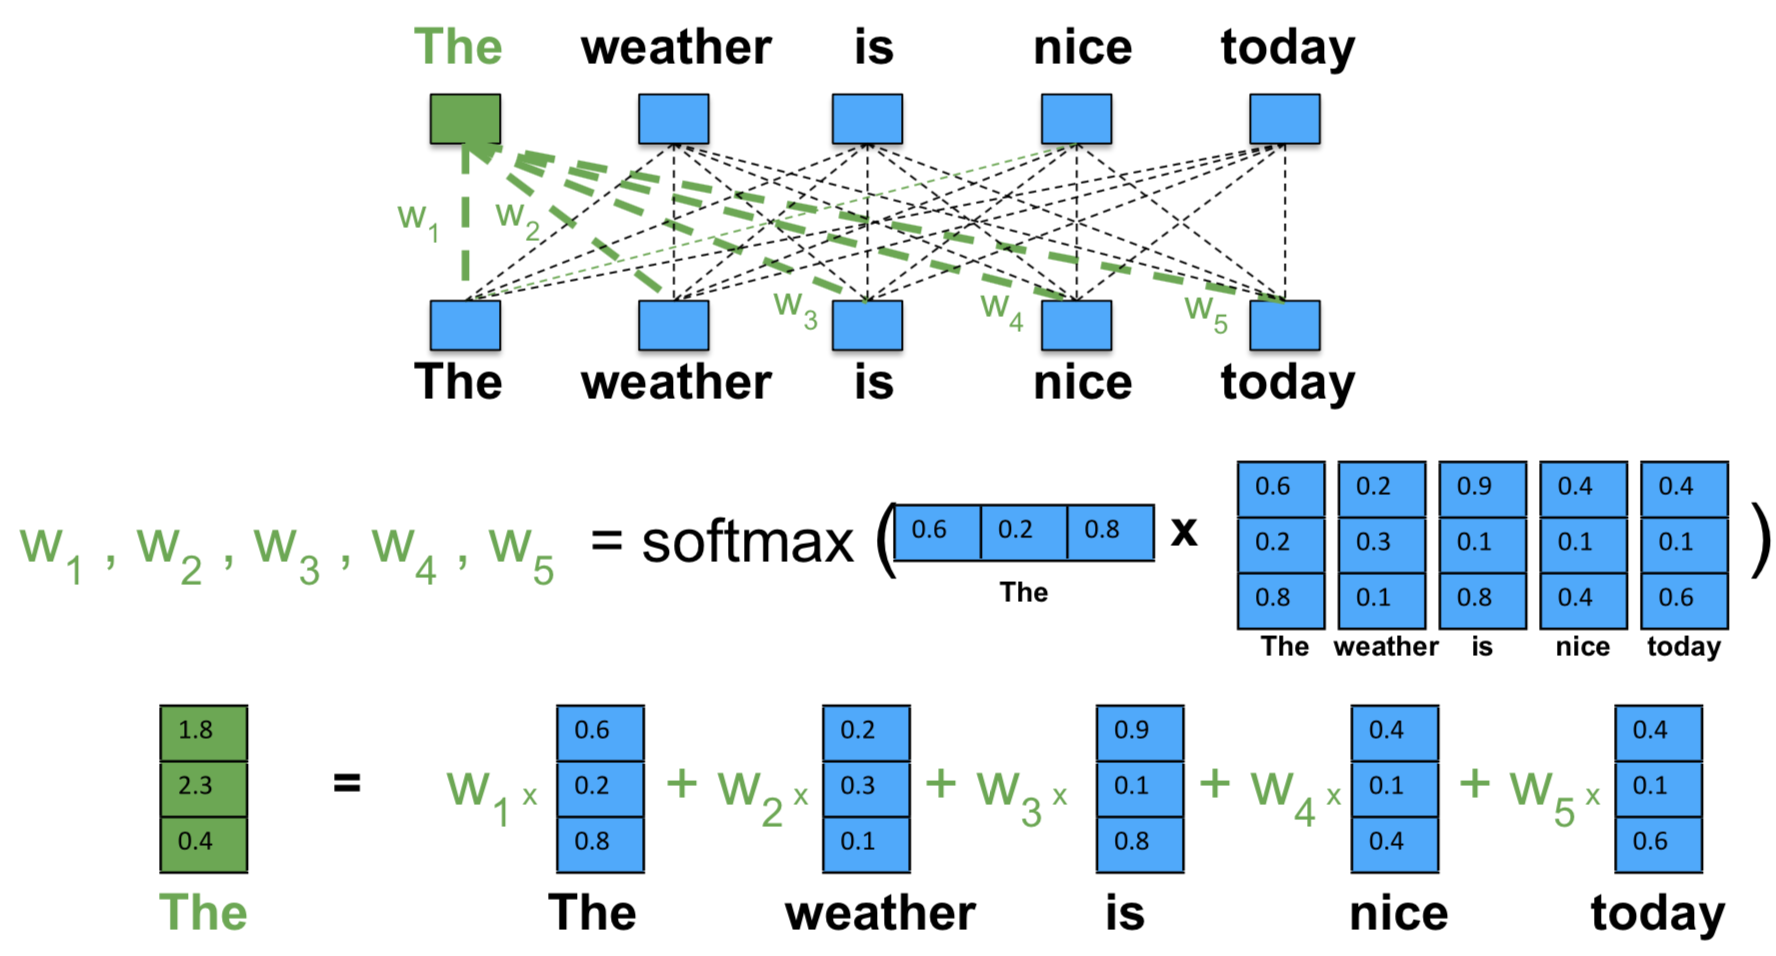 The weather is nice today
w1 w2
w3 w4 w5
The weather is nice today
w1 , w2 , w3 , w4 , w5 = softmax ( 0.6 0.2 0.8 x 0.6 0.2 0.9 0.4 0.4 )
0.2 0.3 0.1 0.1 0.1
0.8 0.1 0.8 0.4 0.6
The
The weather is nice today
1.8 0.6 0.2 0.9 0.4 0.4
2.3 = w1 x 0.2 + w2 x 0.3 + w3 x 0.1 + w4 x 0.1 + w5 x 0.1
0.4 0.8 0.1 0.8 0.4 0.6
The The weather is nice today